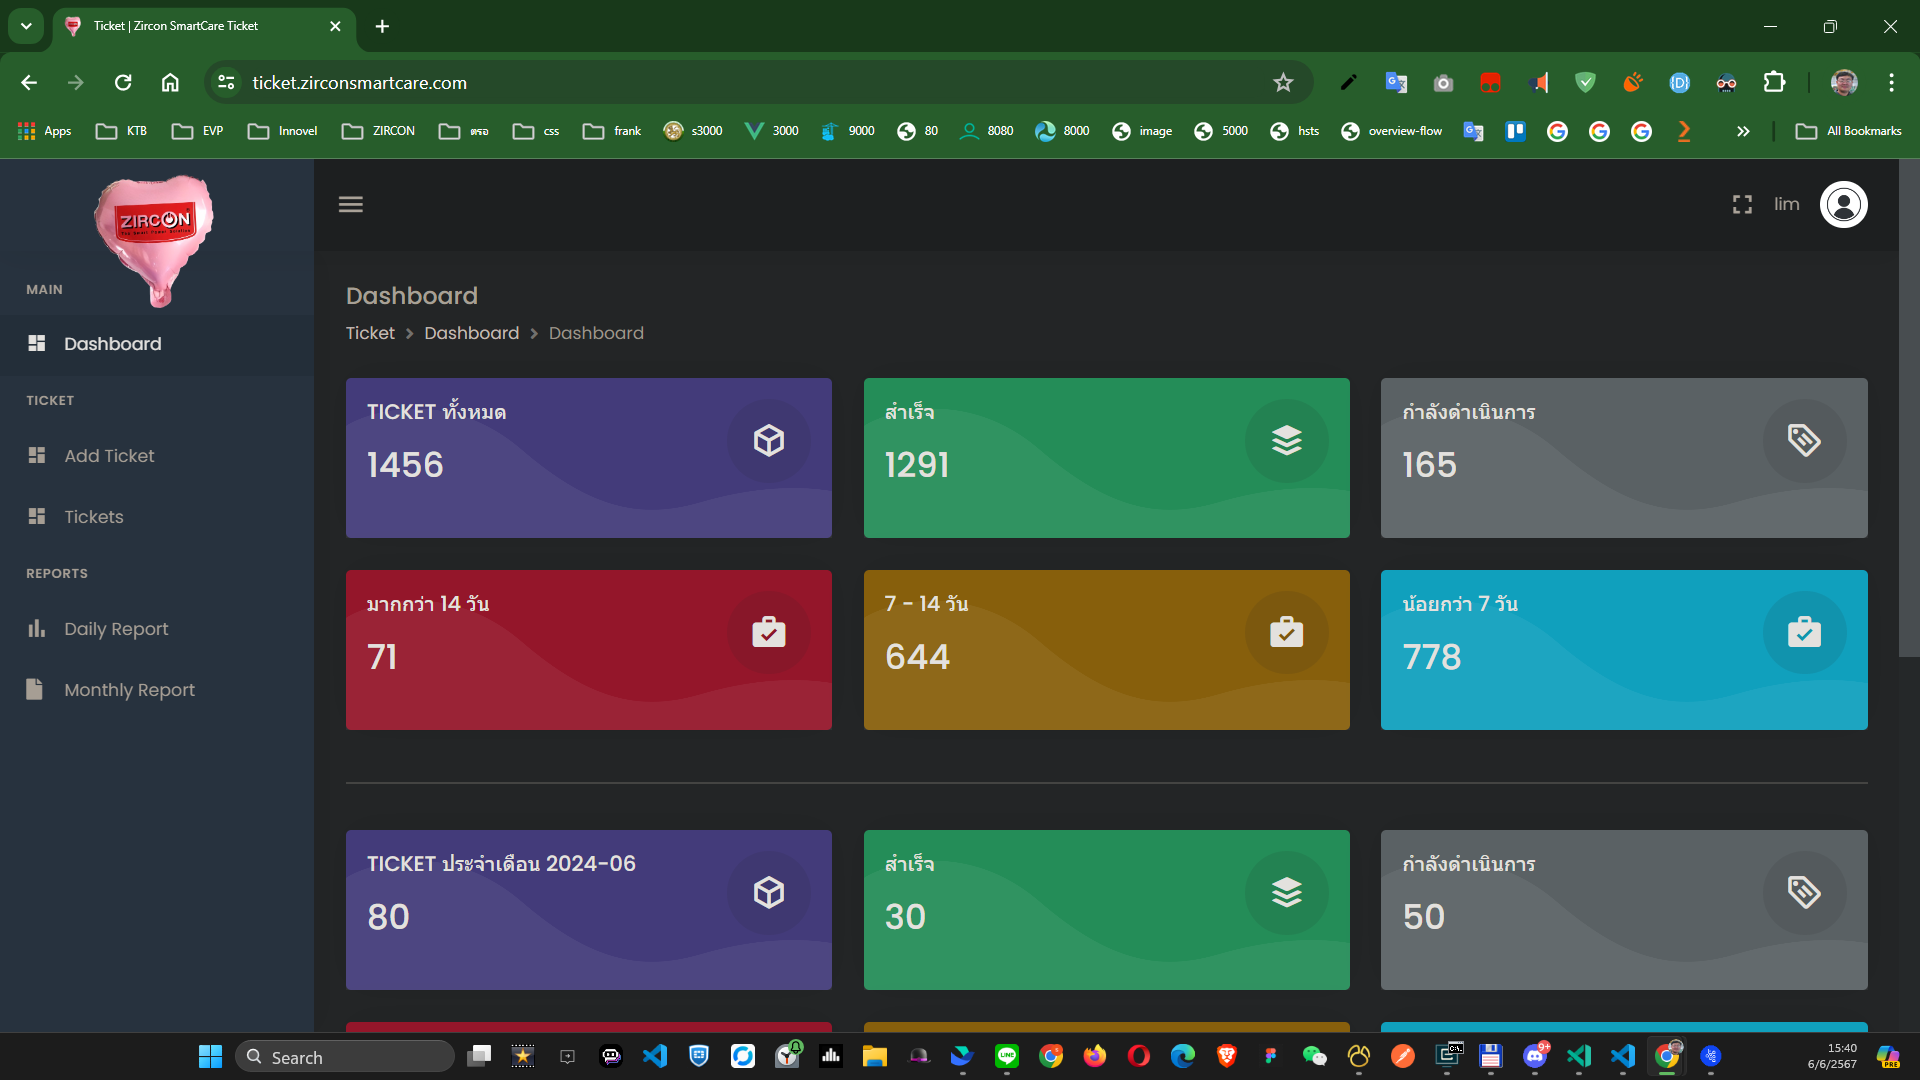 Ticket | Zircon SmartCare Ticket
ticket.zirconsmartcare.com
Apps KTB EVP Innovel ZIRCON ตรอ css frank s3000 3000 9000 80 8080 8000 image 5000 hsts overview-flow All Bookmarks
ZIRCON
lim
MAIN
Dashboard
TICKET
Add Ticket
Tickets
REPORTS
Daily Report
Monthly Report
Dashboard
Ticket > Dashboard > Dashboard
TICKET ทั้งหมด
1456
สำเร็จ
1291
กำลังดำเนินการ
165
มากกว่า 14 วัน
71
7 - 14 วัน
644
น้อยกว่า 7 วัน
778
TICKET ประจำเดือน 2024-06
80
สำเร็จ
30
กำลังดำเนินการ
50
Search
9+
15:40
6/6/2567